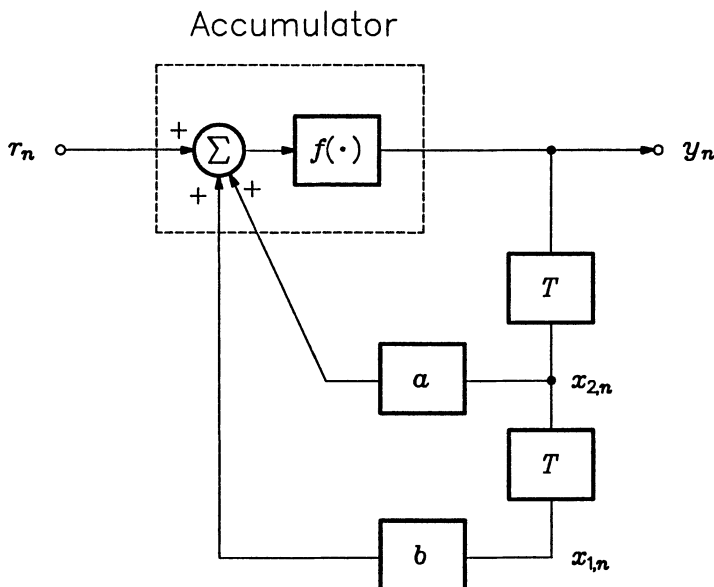 Accumulator
r_n + Σ f(·) y_n
+ +
T
a x_{2,n}
T
b x_{1,n}